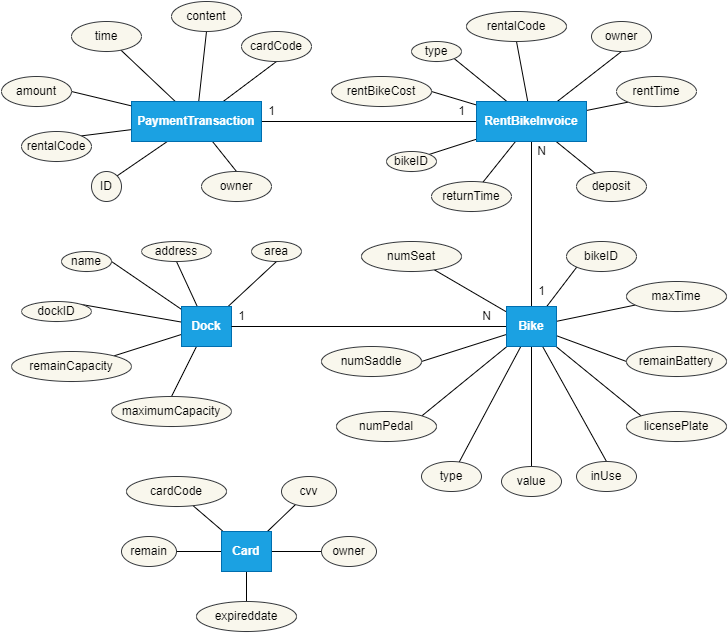 content
time
cardCode
amount
PaymentTransaction
1
rentalCode
ID
owner
rentalCode
type
owner
rentBikeCost
rentTime
1
RentBikeInvoice
N
bikeID
returnTime
deposit
name
address
area
dockID
Dock
1
remainCapacity
maximumCapacity
numSeat
bikeID
1
maxTime
N
Bike
numSaddle
remainBattery
numPedal
licensePlate
type
value
inUse
cardCode
cvv
remain
Card
owner
expireddate